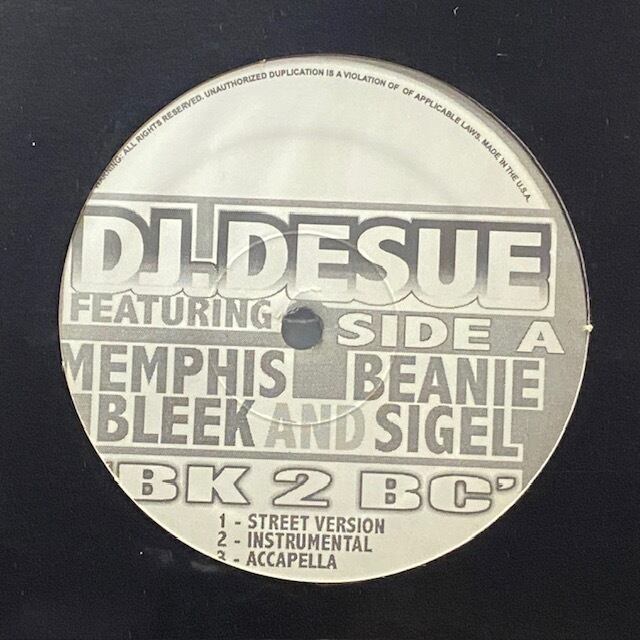 WARNING: ALL RIGHTS RESERVED. UNAUTHORIZED DUPLICATION IS A VIOLATION OF OF APPLICABLE LAWS. MADE IN THE U.S.A.
DJ. DESUE
FEATURING
SIDE A
MEMPHIS BEANIE
BLEEK AND SIGEL
'BK 2 BC'
1 - STREET VERSION
2 - INSTRUMENTAL
3 - ACCAPELLA